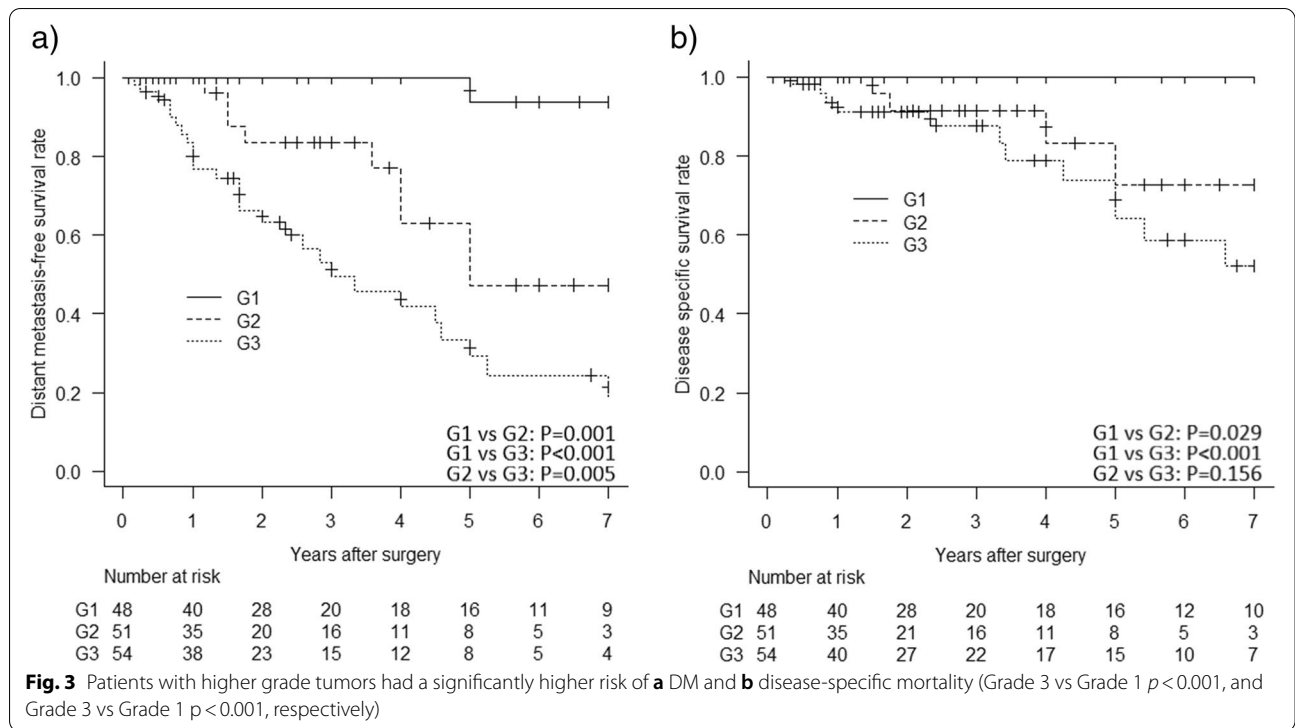 a)
Distant metastasis-free survival rate
1.0
0.8
0.6
0.4
0.2
0.0
G1
G2
G3
G1 vs G2: P=0.001
G1 vs G3: P<0.001
G2 vs G3: P=0.005
0 1 2 3 4 5 6 7
Years after surgery
Number at risk
G1 48 40 28 20 18 16 11 9
G2 51 35 20 16 11 8 5 3
G3 54 38 23 15 12 8 5 4
b)
Disease specific survival rate
1.0
0.8
0.6
0.4
0.2
0.0
G1
G2
G3
G1 vs G2: P=0.029
G1 vs G3: P<0.001
G2 vs G3: P=0.156
0 1 2 3 4 5 6 7
Years after surgery
Number at risk
G1 48 40 28 20 18 16 12 10
G2 51 35 21 16 11 8 5 3
G3 54 40 27 22 17 15 10 7
Fig. 3 Patients with higher grade tumors had a significantly higher risk of a DM and b disease-specific mortality (Grade 3 vs Grade 1 p < 0.001, and
Grade 3 vs Grade 1 p < 0.001, respectively)